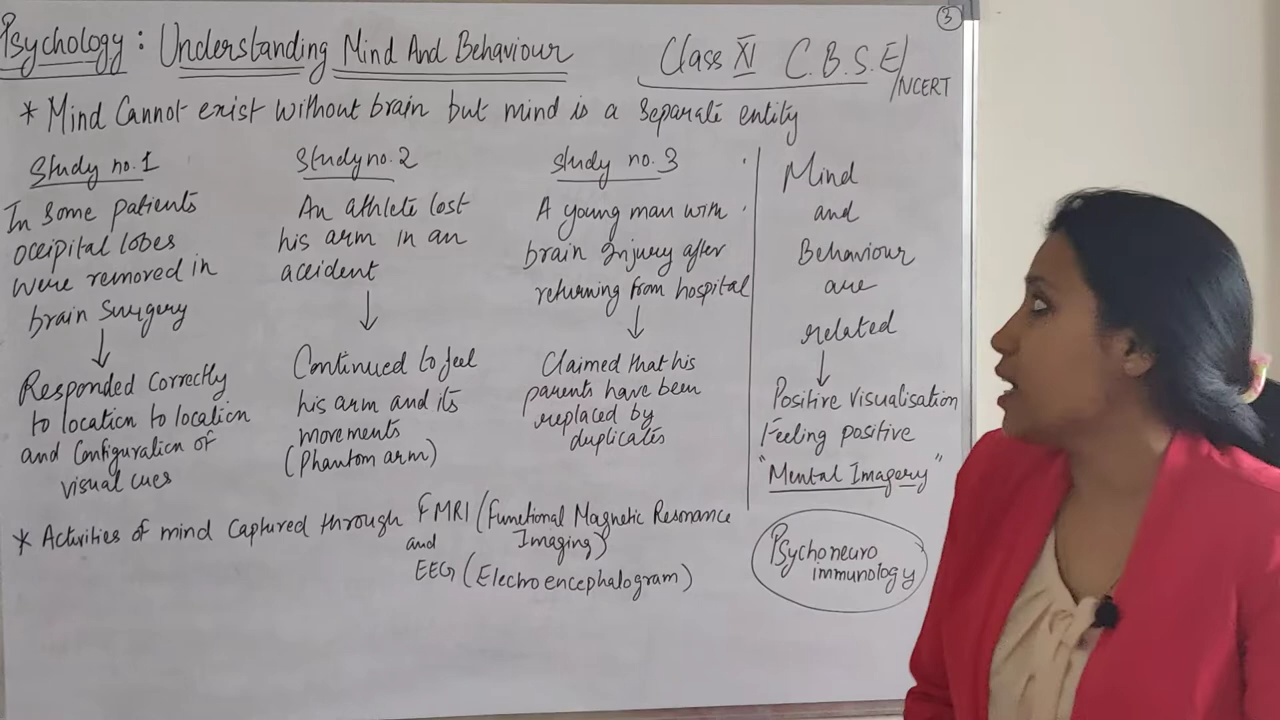 3
Psychology : Understanding Mind And Behaviour
Class XI C.B.S.E/NCERT
* Mind Cannot exist without brain but mind is a separate entity
Study no. 1
In some patients
occipital lobes
were removed in
brain Surgery
Responded Correctly
to location to location
and Configuration of
visual cues
Study no. 2
An athlete lost
his arm in an
accident
Continued to feel
his arm and its
movements
(Phantom arm)
Study no. 3
A young man with
brain Injury after
returning from hospital
Claimed that his
parents have been
replaced by
duplicates
Mind
and
Behaviour
are
related
Positive Visualisation
Feeling positive
"Mental Imagery"
Psychoneuro
immunology
* Activities of mind Captured through FMRI (Functional Magnetic Resonance
Imaging)
and
EEG (Electroencephalogram)